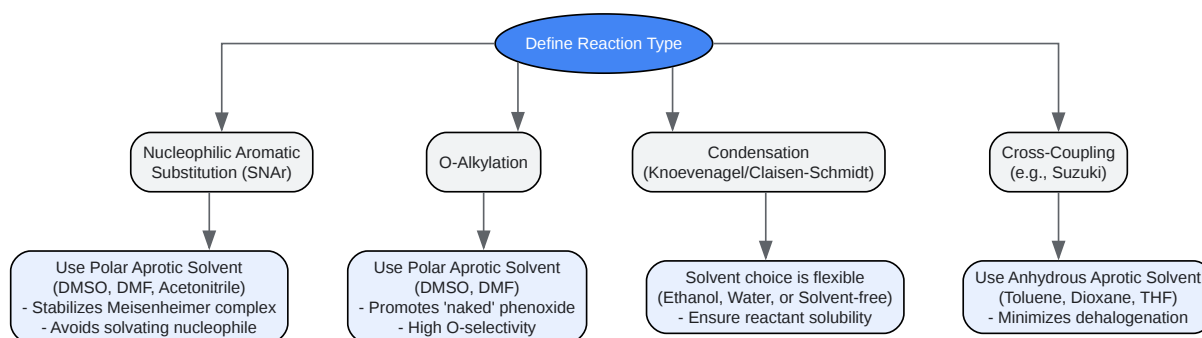 Define Reaction Type
Nucleophilic Aromatic
Substitution (SNAr)
O-Alkylation
Condensation
(Knoevenagel/Claisen-Schmidt)
Cross-Coupling
(e.g., Suzuki)
Use Polar Aprotic Solvent
(DMSO, DMF, Acetonitrile)
- Stabilizes Meisenheimer complex
- Avoids solvating nucleophile
Use Polar Aprotic Solvent
(DMSO, DMF)
- Promotes 'naked' phenoxide
- High O-selectivity
Solvent choice is flexible
(Ethanol, Water, or Solvent-free)
- Ensure reactant solubility
Use Anhydrous Aprotic Solvent
(Toluene, Dioxane, THF)
- Minimizes dehalogenation